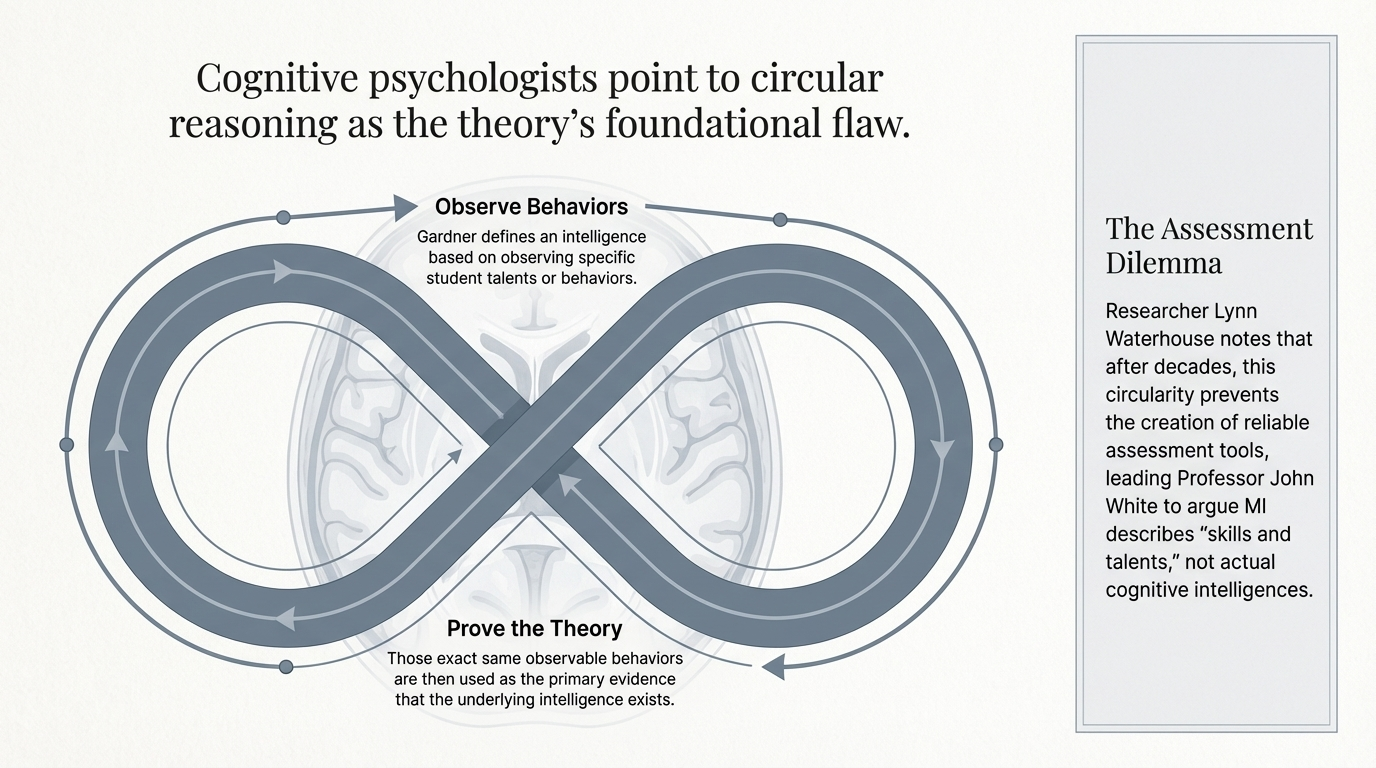 Cognitive psychologists point to circular
reasoning as the theory’s foundational flaw.
Observe Behaviors
Gardner defines an intelligence
based on observing specific
student talents or behaviors.
Prove the Theory
Those exact same observable behaviors
are then used as the primary evidence
that the underlying intelligence exists.
The Assessment
Dilemma
Researcher Lynn
Waterhouse notes that
after decades, this
circularity prevents
the creation of reliable
assessment tools,
leading Professor John
White to argue MI
describes “skills and
talents,” not actual
cognitive intelligences.